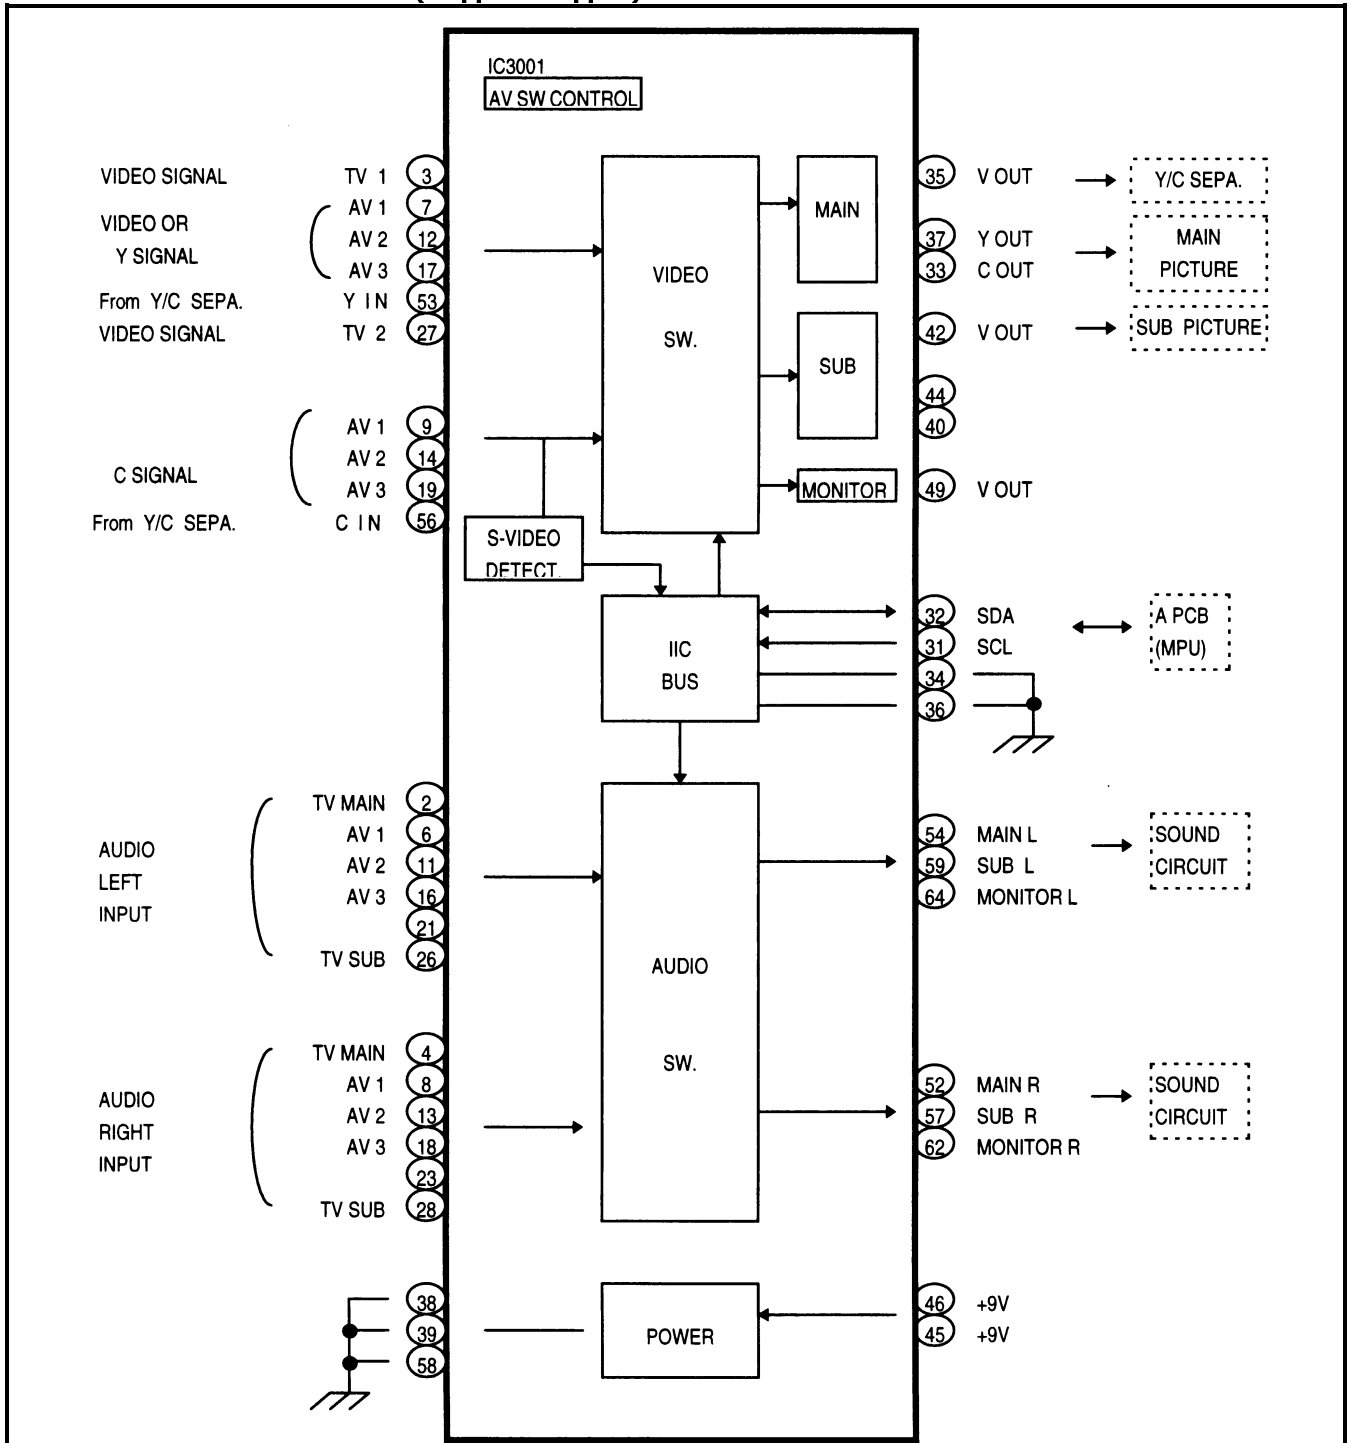 IC3001
AV SW CONTROL
VIDEO SIGNAL TV 1 3
AV 1 7
VIDEO OR
AV 2 12
Y SIGNAL
AV 3 17
From Y/C SEPA. Y IN 53
VIDEO SIGNAL TV 2 27
AV 1 9
AV 2 14
C SIGNAL
AV 3 19
From Y/C SEPA. C IN 56
VIDEO
SW.
MAIN
SUB
MONITOR
S-VIDEO
DETECT.
IIC
BUS
35 V OUT Y/C SEPA.
37 Y OUT
33 C OUT
MAIN
PICTURE
42 V OUT SUB PICTURE
44
40
49 V OUT
32 SDA
31 SCL
A PCB
(MPU)
34
36
TV MAIN 2
AV 1 6
AV 2 11
AV 3 16
21
TV SUB 26
AUDIO
LEFT
INPUT
TV MAIN 4
AV 1 8
AV 2 13
AV 3 18
23
TV SUB 28
AUDIO
RIGHT
INPUT
AUDIO
SW.
54 MAIN L
59 SUB L
64 MONITOR L
SOUND
CIRCUIT
52 MAIN R
57 SUB R
62 MONITOR R
SOUND
CIRCUIT
38
39
58
POWER
46 +9V
45 +9V